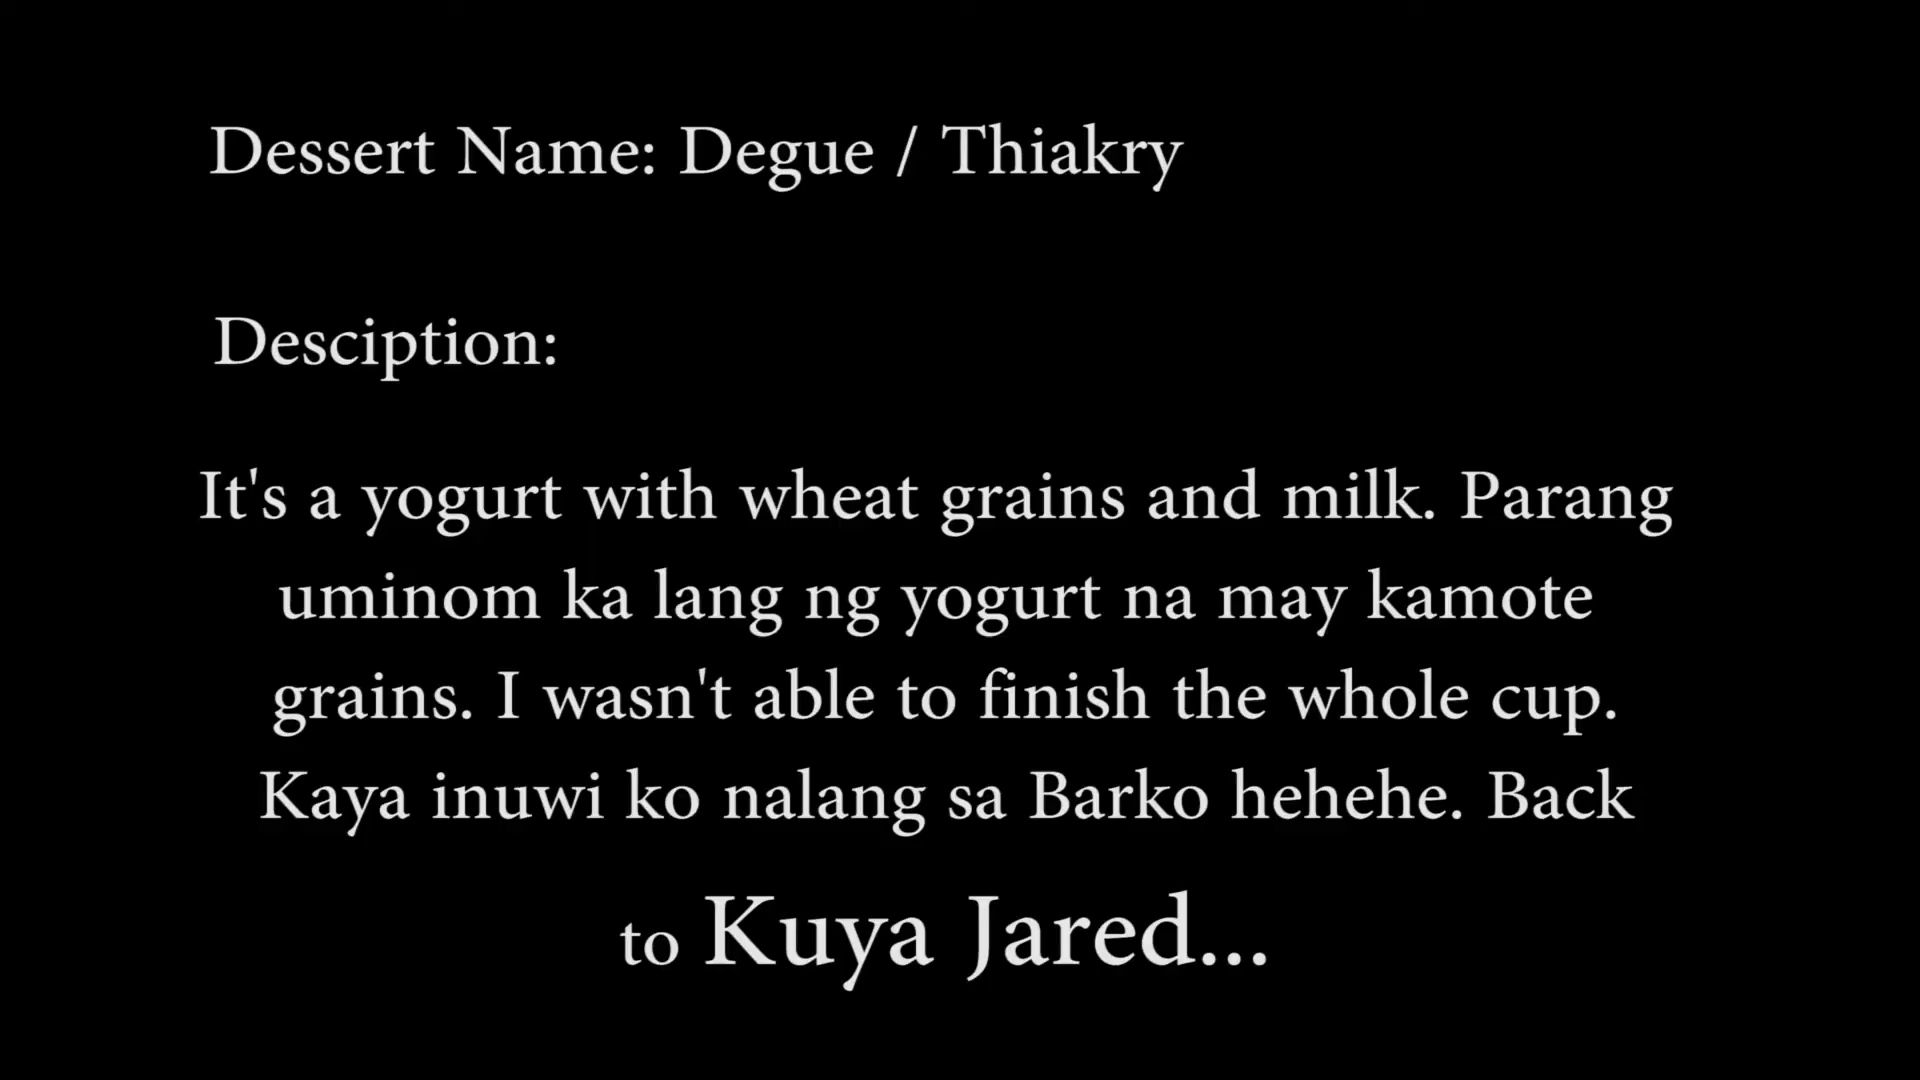 Dessert Name: Degue / Thiakry
Desciption:
It's a yogurt with wheat grains and milk. Parang
uminom ka lang ng yogurt na may kamote
grains. I wasn't able to finish the whole cup.
Kaya inuwi ko nalang sa Barko hehehe. Back
to Kuya Jared...